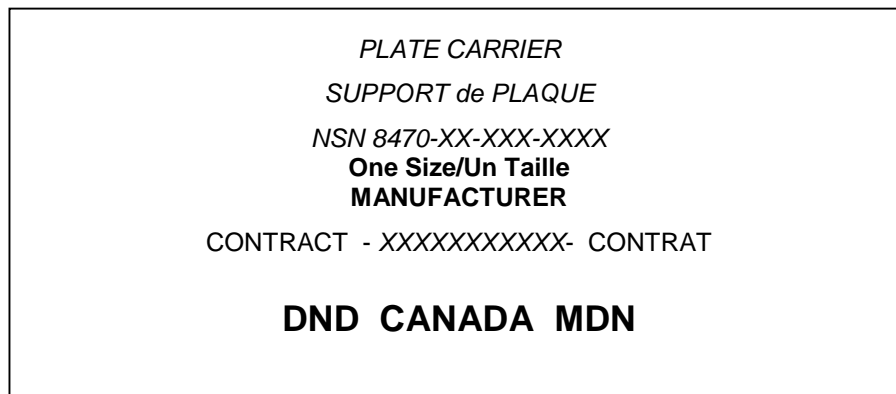 PLATE CARRIER
SUPPORT de PLAQUE
NSN 8470-XX-XXX-XXXX
One Size/Un Taille
MANUFACTURER
CONTRACT - XXXXXXXXXXX- CONTRAT
DND CANADA MDN